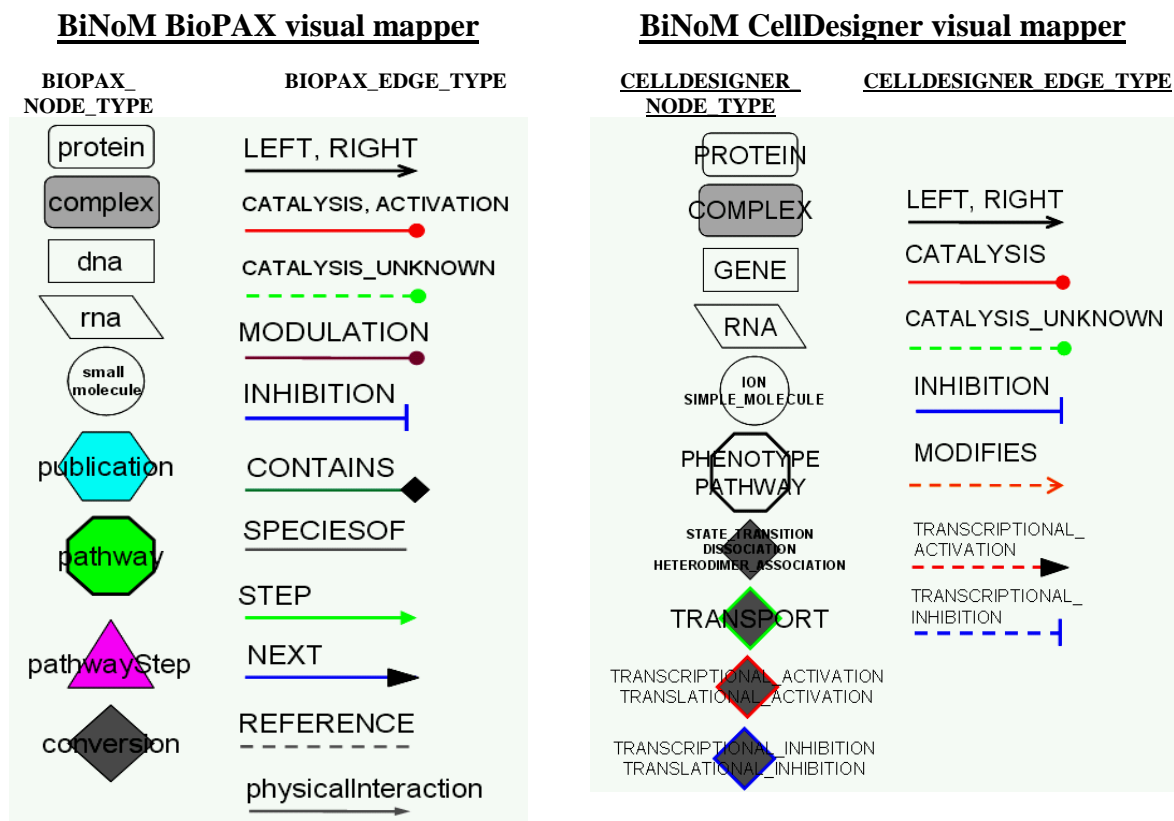 BiNoM BioPAX visual mapper
BIOPAX_
NODE_TYPE
BIOPAX_EDGE_TYPE
protein
complex
dna
rna
small
molecule
publication
pathway
pathwayStep
conversion
LEFT, RIGHT
CATALYSIS, ACTIVATION
CATALYSIS_UNKNOWN
MODULATION
INHIBITION
CONTAINS
SPECIESOF
STEP
NEXT
REFERENCE
physicalInteraction
BiNoM CellDesigner visual mapper
CELLDESIGNER_
NODE_TYPE
CELLDESIGNER_EDGE_TYPE
PROTEIN
COMPLEX
GENE
RNA
ION
SIMPLE_MOLECULE
PHENOTYPE
PATHWAY
STATE_TRANSITION
DISSOCIATION
HETERODIMER_ASSOCIATION
TRANSPORT
TRANSCRIPTIONAL_ACTIVATION
TRANSLATIONAL_ACTIVATION
TRANSCRIPTIONAL_INHIBITION
TRANSLATIONAL_INHIBITION
LEFT, RIGHT
CATALYSIS
CATALYSIS_UNKNOWN
INHIBITION
MODIFIES
TRANSCRIPTIONAL_
ACTIVATION
TRANSCRIPTIONAL_
INHIBITION